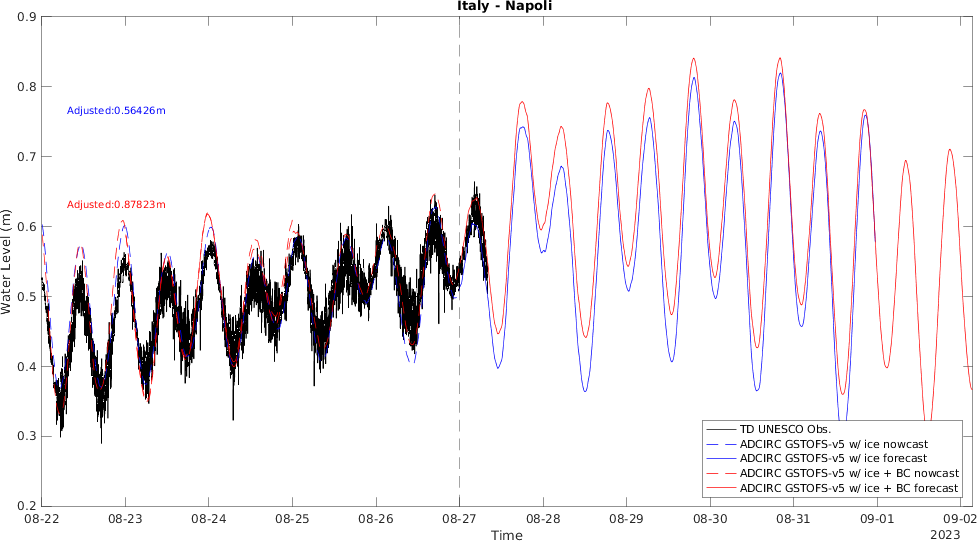 Italy - Napoli
0.9
0.8
0.7
0.6
0.5
0.4
0.3
0.2
Water Level (m)
Adjusted:0.56426m
Adjusted:0.87823m
TD UNESCO Obs.
ADCIRC GSTOFS-v5 w/ ice nowcast
ADCIRC GSTOFS-v5 w/ ice forecast
ADCIRC GSTOFS-v5 w/ ice + BC nowcast
ADCIRC GSTOFS-v5 w/ ice + BC forecast
08-22 08-23 08-24 08-25 08-26 08-27 08-28 08-29 08-30 08-31 09-01 09-02
Time
2023